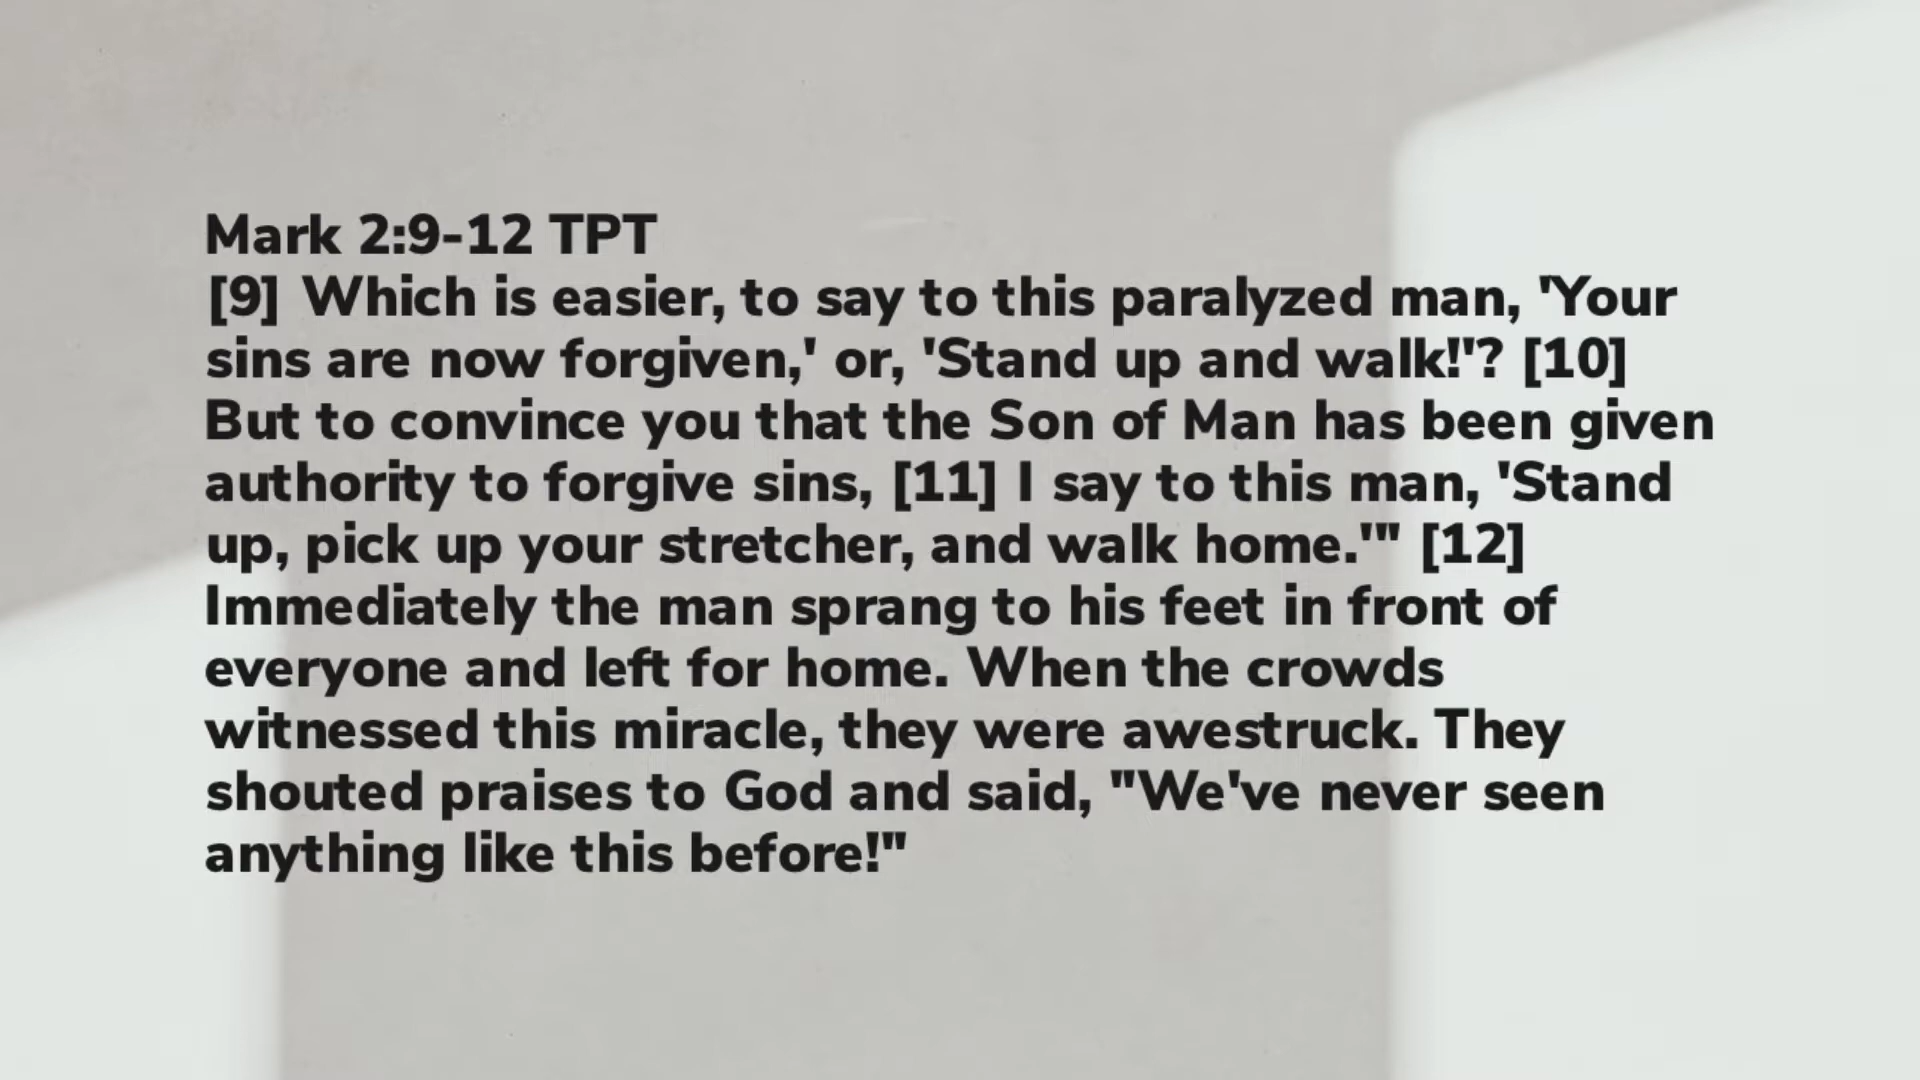 Mark 2:9-12 TPT
[9] Which is easier, to say to this paralyzed man, 'Your
sins are now forgiven,' or, 'Stand up and walk!'? [10]
But to convince you that the Son of Man has been given
authority to forgive sins, [11] I say to this man, 'Stand
up, pick up your stretcher, and walk home.'" [12]
Immediately the man sprang to his feet in front of
everyone and left for home. When the crowds
witnessed this miracle, they were awestruck. They
shouted praises to God and said, "We've never seen
anything like this before!"